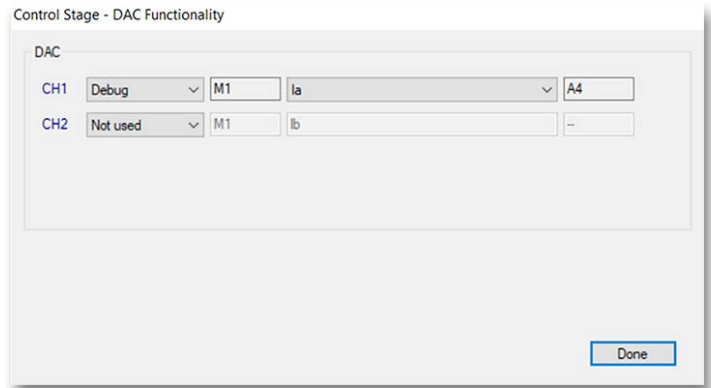 Control Stage - DAC Functionality
DAC
CH1 Debug M1 Ia A4
CH2 Not used M1 Ib --
Done